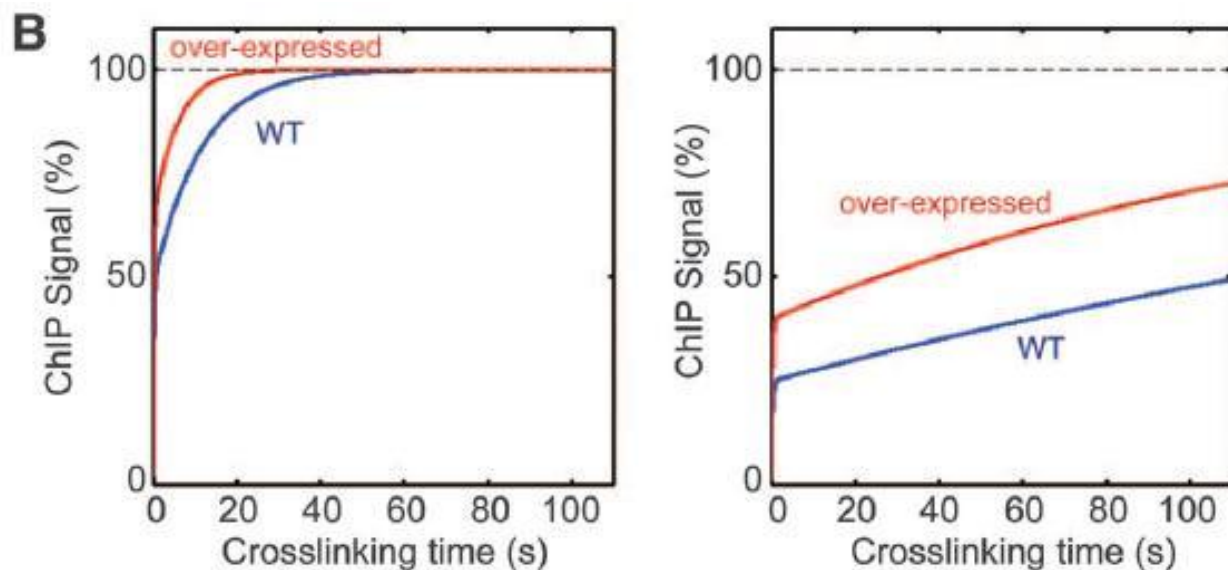 B
over-expressed
100
WT
50
0
ChIP Signal (%)
0 20 40 60 80 100
Crosslinking time (s)
100
over-expressed
50
WT
0
ChIP Signal (%)
0 20 40 60 80 100
Crosslinking time (s)